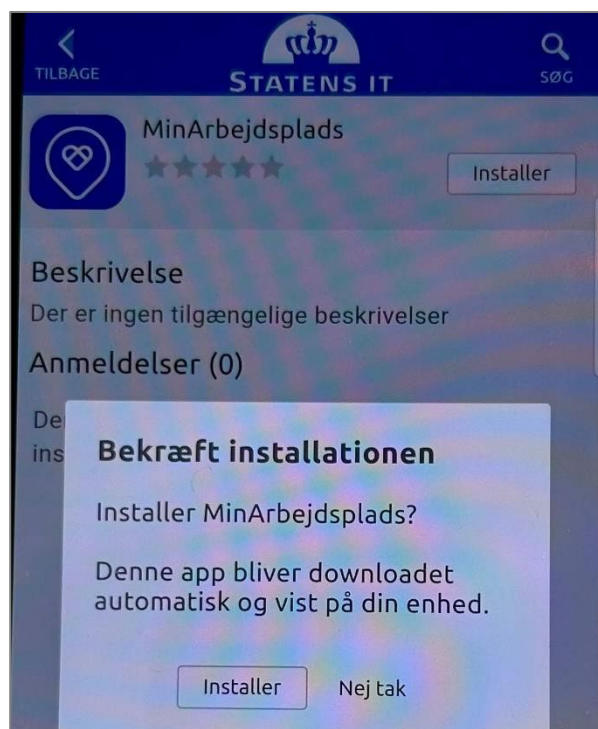 TILBAGE
STATENS IT
SØG
MinArbejdsplads
Installer
Beskrivelse
Der er ingen tilgængelige beskrivelser
Anmeldelser (0)
De
ins
Bekræft installationen
Installer MinArbejdsplads?
Denne app bliver downloadet
automatisk og vist på din enhed.
Installer
Nej tak